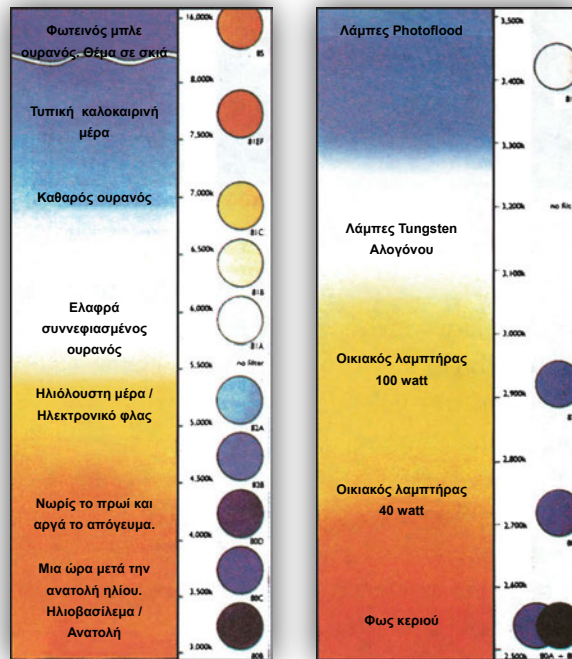 Φωτεινός μπλε
ουρανός. Θέμα σε σκιά
Τυπική καλοκαιρινή
μέρα
Καθαρός ουρανός
Ελαφρά
συννεφιασμένος
ουρανός
Ηλιόλουστη μέρα /
Ηλεκτρονικό φλας
Νωρίς το πρωί και
αργά το απόγευμα.
Μια ώρα μετά την
ανατολή ηλίου.
Ηλιοβασίλεμα /
Ανατολή
16,000k
8,000k
7,500k
7,000k
6,500k
6,000k
5,500k
5,000k
4,500k
4,000k
3,500k
3,000k
85
81EF
81C
81B
81A
no filter
82A
82B
80D
80C
80B
Λάμπες Photoflood
Λάμπες Tungsten
Αλογόνου
Οικιακός λαμπτήρας
100 watt
Οικιακός λαμπτήρας
40 watt
Φως κεριού
3,500k
3,400k
3,300k
3,200k
3,100k
3,000k
2,900k
2,800k
2,700k
2,600k
2,500k
no filt
80A +